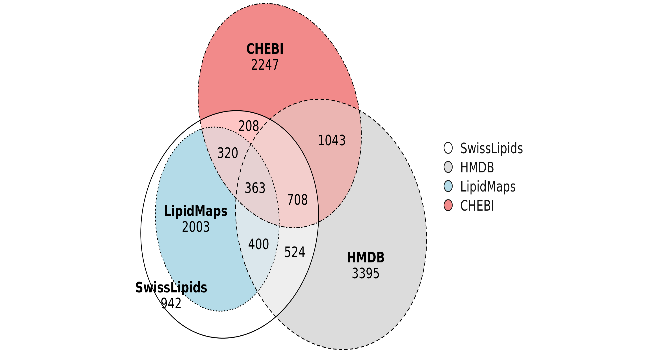 CHEBI
2247
208
1043
320
363
708
LipidMaps
2003
400
524
HMDB
3395
SwissLipids
942
SwissLipids
HMDB
LipidMaps
CHEBI